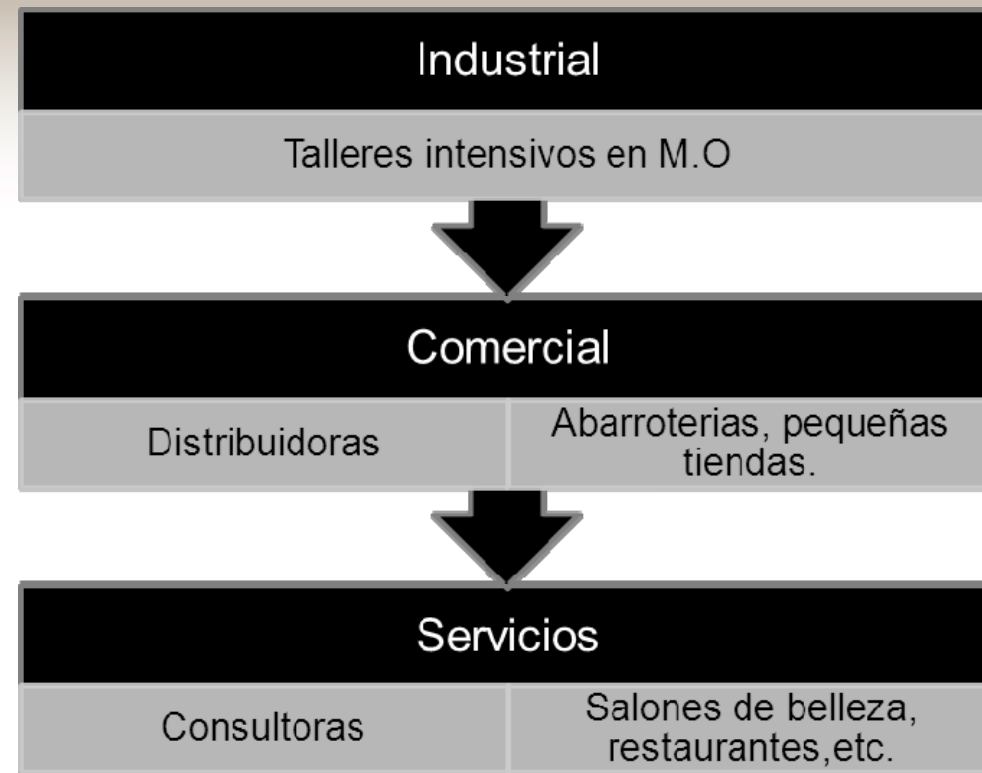 Industrial
Talleres intensivos en M.O
Comercial
Distribuidoras
Abarroterias, pequeñas
tiendas.
Servicios
Consultoras
Salones de belleza,
restaurantes,etc.